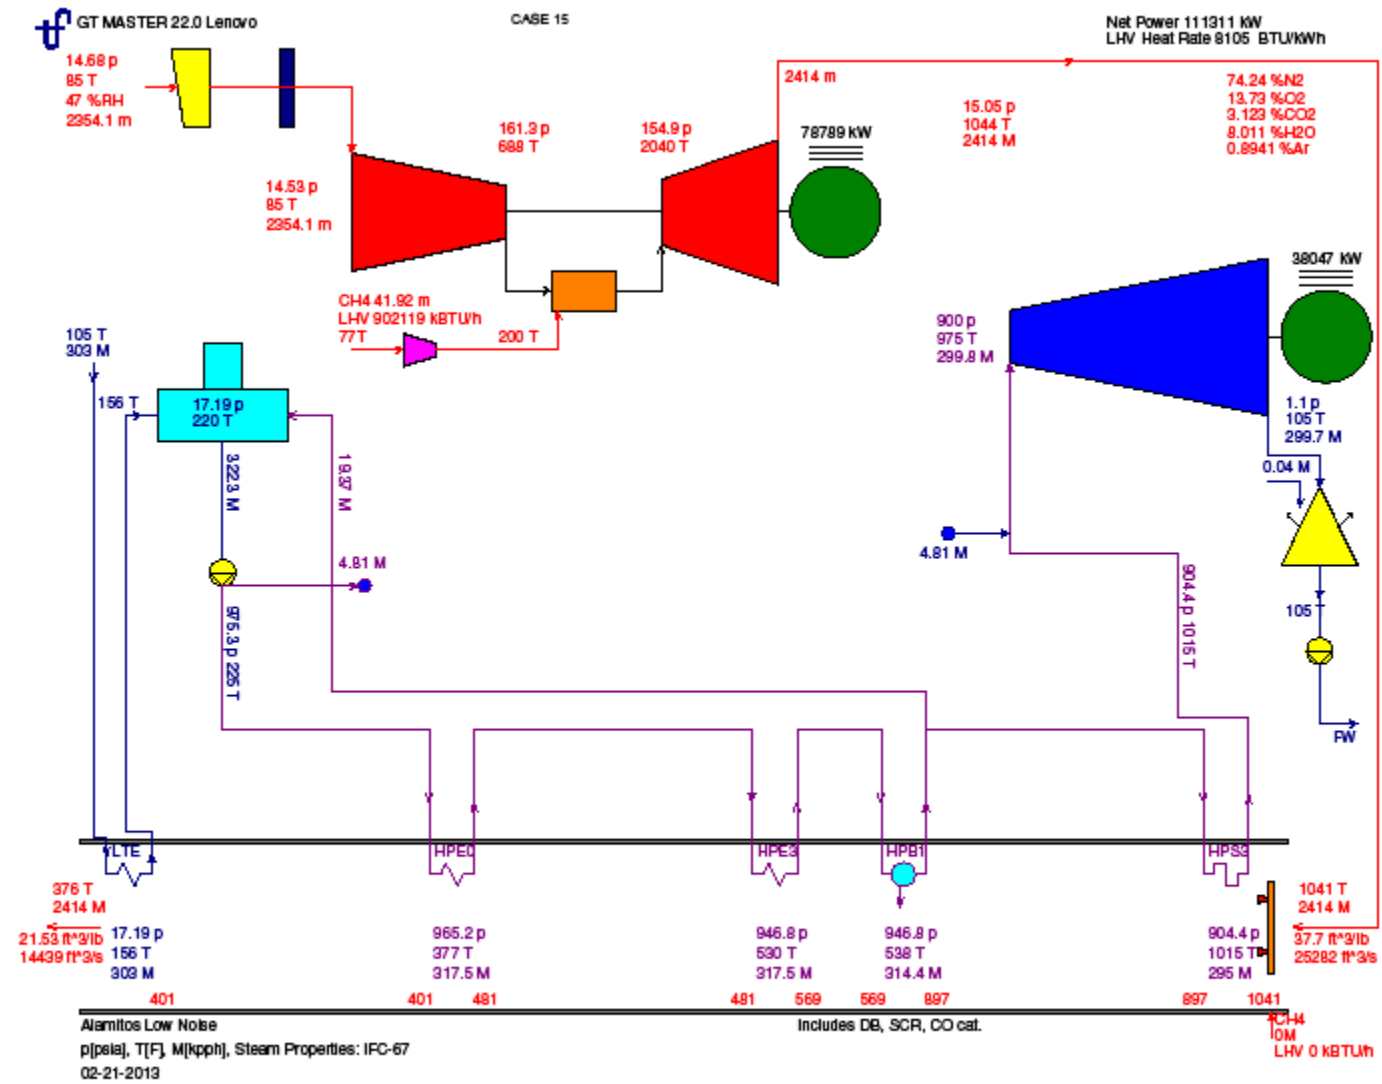 GT MASTER 22.0 Lenovo
CASE 15
Net Power 111311 kW
LHV Heat Rate 8105 BTU/kWh
14.68 p
85 T
47 %RH
2354.1 m
2414 m
74.24 %N2
13.73 %O2
3.123 %CO2
8.011 %H2O
0.8941 %Ar
15.05 p
1044 T
2414 M
161.3 p
688 T
154.9 p
2040 T
78789 kW
14.53 p
85 T
2354.1 m
38047 kW
CH4 41.92 m
LHV 902119 kBTU/h
77T
200 T
900 p
975 T
299.8 M
105 T
303 M
156 T
17.19 p
220 T
1.1 p
105 T
299.7 M
0.04 M
322.3 M
19.37 M
4.81 M
4.81 M
975.3 p 225 T
904.4 p 1015 T
105 T
FW
LTE
HPE0
HPE3
HPB1
HPS3
376 T
2414 M
21.53 ft^3/lb
14439 ft^3/s
17.19 p
156 T
303 M
965.2 p
377 T
317.5 M
946.8 p
530 T
317.5 M
946.8 p
538 T
314.4 M
904.4 p
1015 T
295 M
1041 T
2414 M
37.7 ft^3/lb
25282 ft^3/s
401
401
481
481
569
569
897
897
1041
Alamitos Low Noise
Includes DB, SCR, CO cat.
CH4
0M
LHV 0 kBTU/h
p[psia], T[F], M[kpph], Steam Properties: IFC-67
02-21-2013